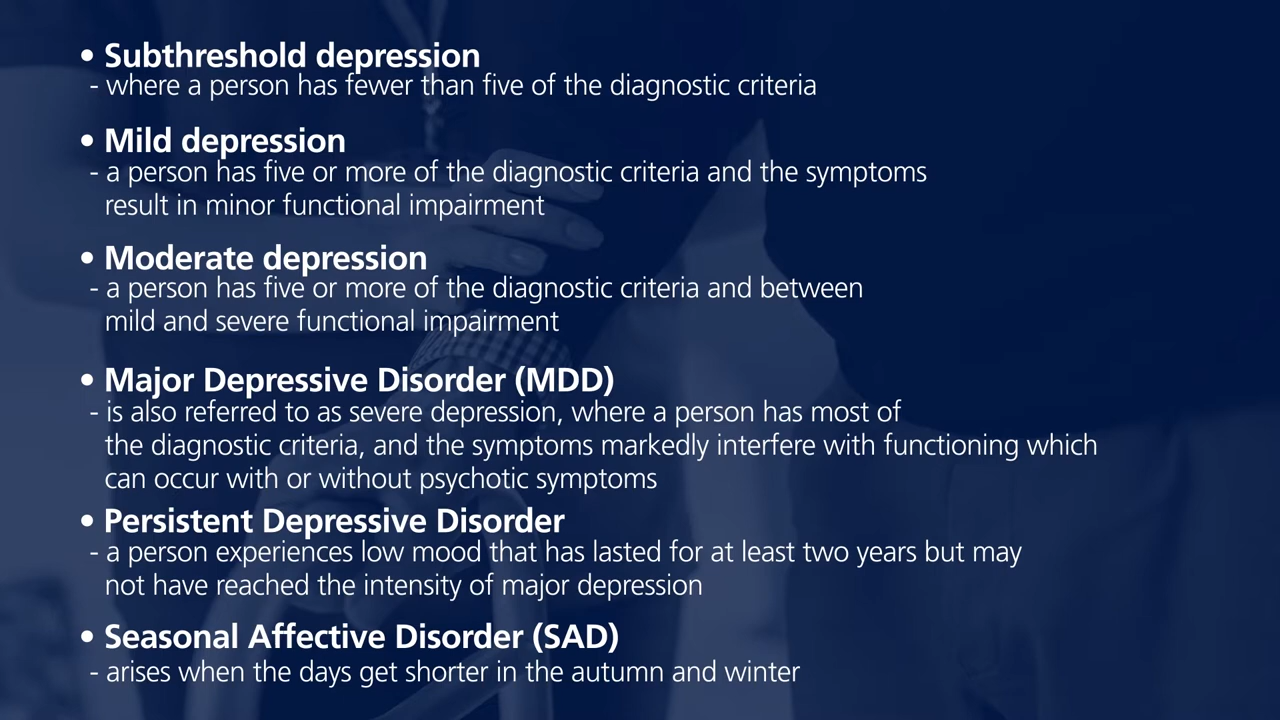 • Subthreshold depression
- where a person has fewer than five of the diagnostic criteria
• Mild depression
- a person has five or more of the diagnostic criteria and the symptoms
result in minor functional impairment
• Moderate depression
- a person has five or more of the diagnostic criteria and between
mild and severe functional impairment
• Major Depressive Disorder (MDD)
- is also referred to as severe depression, where a person has most of
the diagnostic criteria, and the symptoms markedly interfere with functioning which
can occur with or without psychotic symptoms
• Persistent Depressive Disorder
- a person experiences low mood that has lasted for at least two years but may
not have reached the intensity of major depression
• Seasonal Affective Disorder (SAD)
- arises when the days get shorter in the autumn and winter